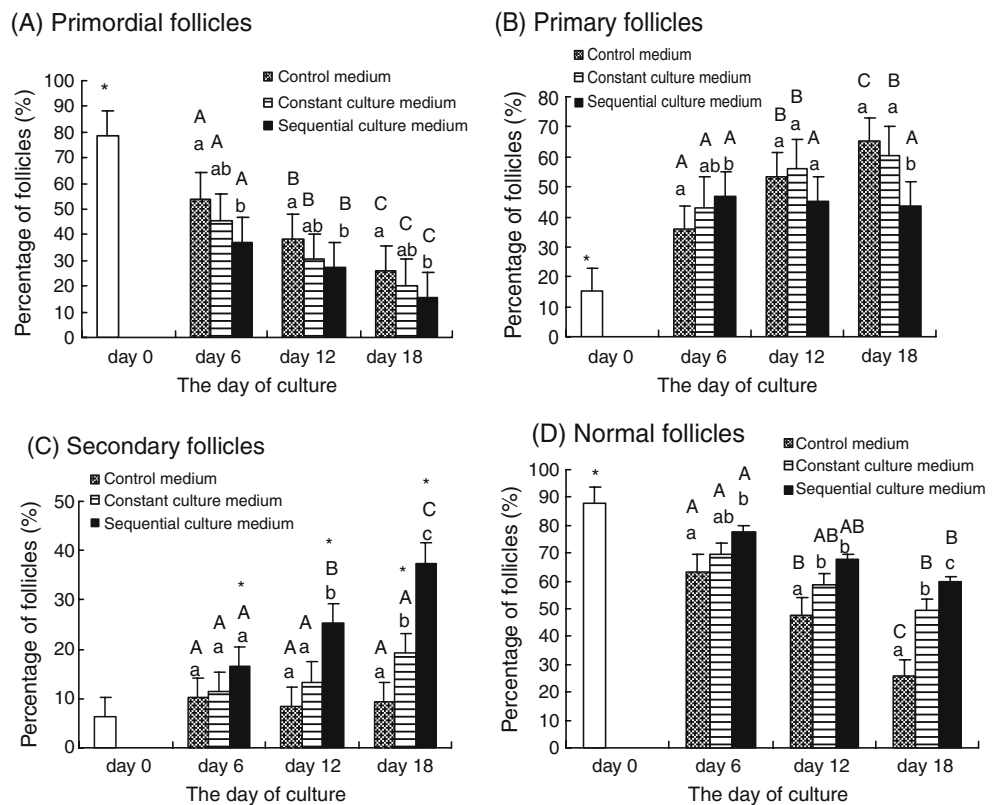 (A) Primordial follicles
Control medium
Constant culture medium
Sequential culture medium
Percentage of follicles (%)
100
90
80
70
60
50
40
30
20
10
0
*
A A A
a ab b
B B B
a ab b
C C C
a ab b
day 0 day 6 day 12 day 18
The day of culture
(B) Primary follicles
Control medium
Constant culture medium
Sequential culture medium
Percentage of follicles (%)
80
70
60
50
40
30
20
10
0
*
A A A
a ab b
B B A
a a a
C B A
a a b
day 0 day 6 day 12 day 18
The day of culture
(C) Secondary follicles
Control medium
Constant culture medium
Sequential culture medium
Percentage of follicles (%)
50
40
30
20
10
0
*
A A A
a a a
*
A A B
a a b
* *
A A C
a b c
day 0 day 6 day 12 day 18
The day of culture
(D) Normal follicles
Control medium
Constant culture medium
Sequential culture medium
Percentage of follicles (%)
100
90
80
70
60
50
40
30
20
10
0
*
A A A
a ab b
B AB AB
a b b
C B B
a b c
day 0 day 6 day 12 day 18
The day of culture